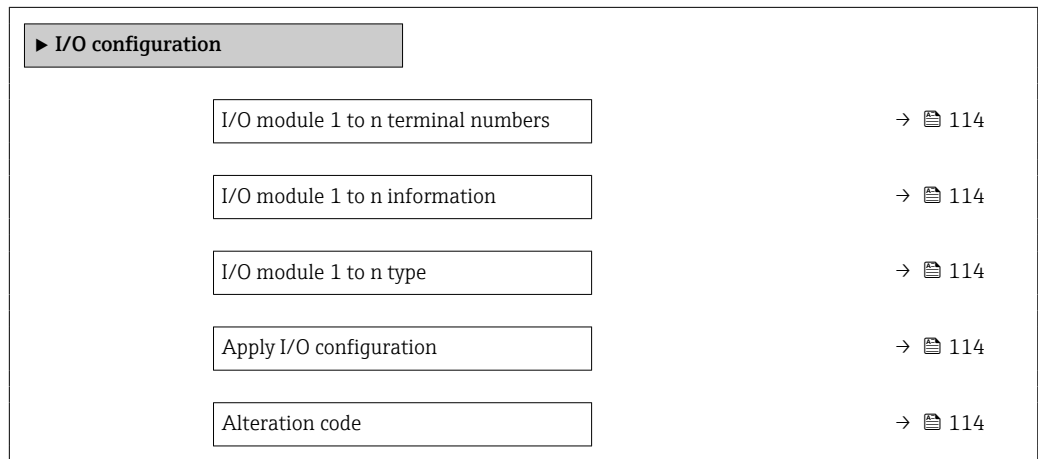 ▶ I/O configuration
I/O module 1 to n terminal numbers → 🖹 114
I/O module 1 to n information → 🖹 114
I/O module 1 to n type → 🖹 114
Apply I/O configuration → 🖹 114
Alteration code → 🖹 114